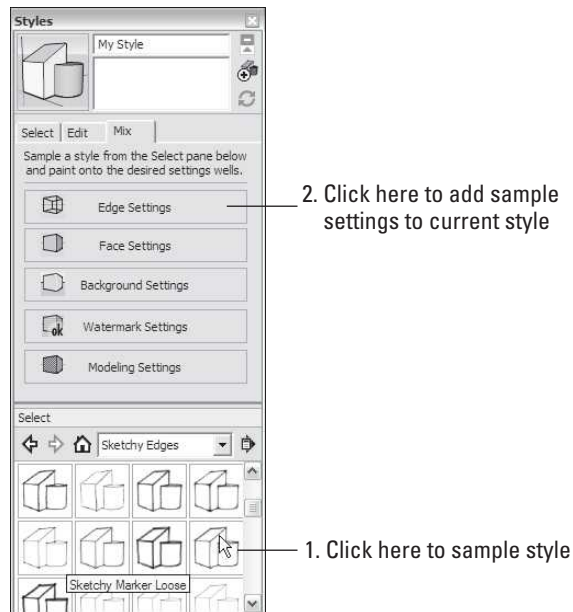 Styles
My Style
Select Edit Mix
Sample a style from the Select pane below
and paint onto the desired settings wells.
Edge Settings
2. Click here to add sample
settings to current style
Face Settings
Background Settings
ok Watermark Settings
Modeling Settings
Select
Sketchy Edges
1. Click here to sample style
Sketchy Marker Loose